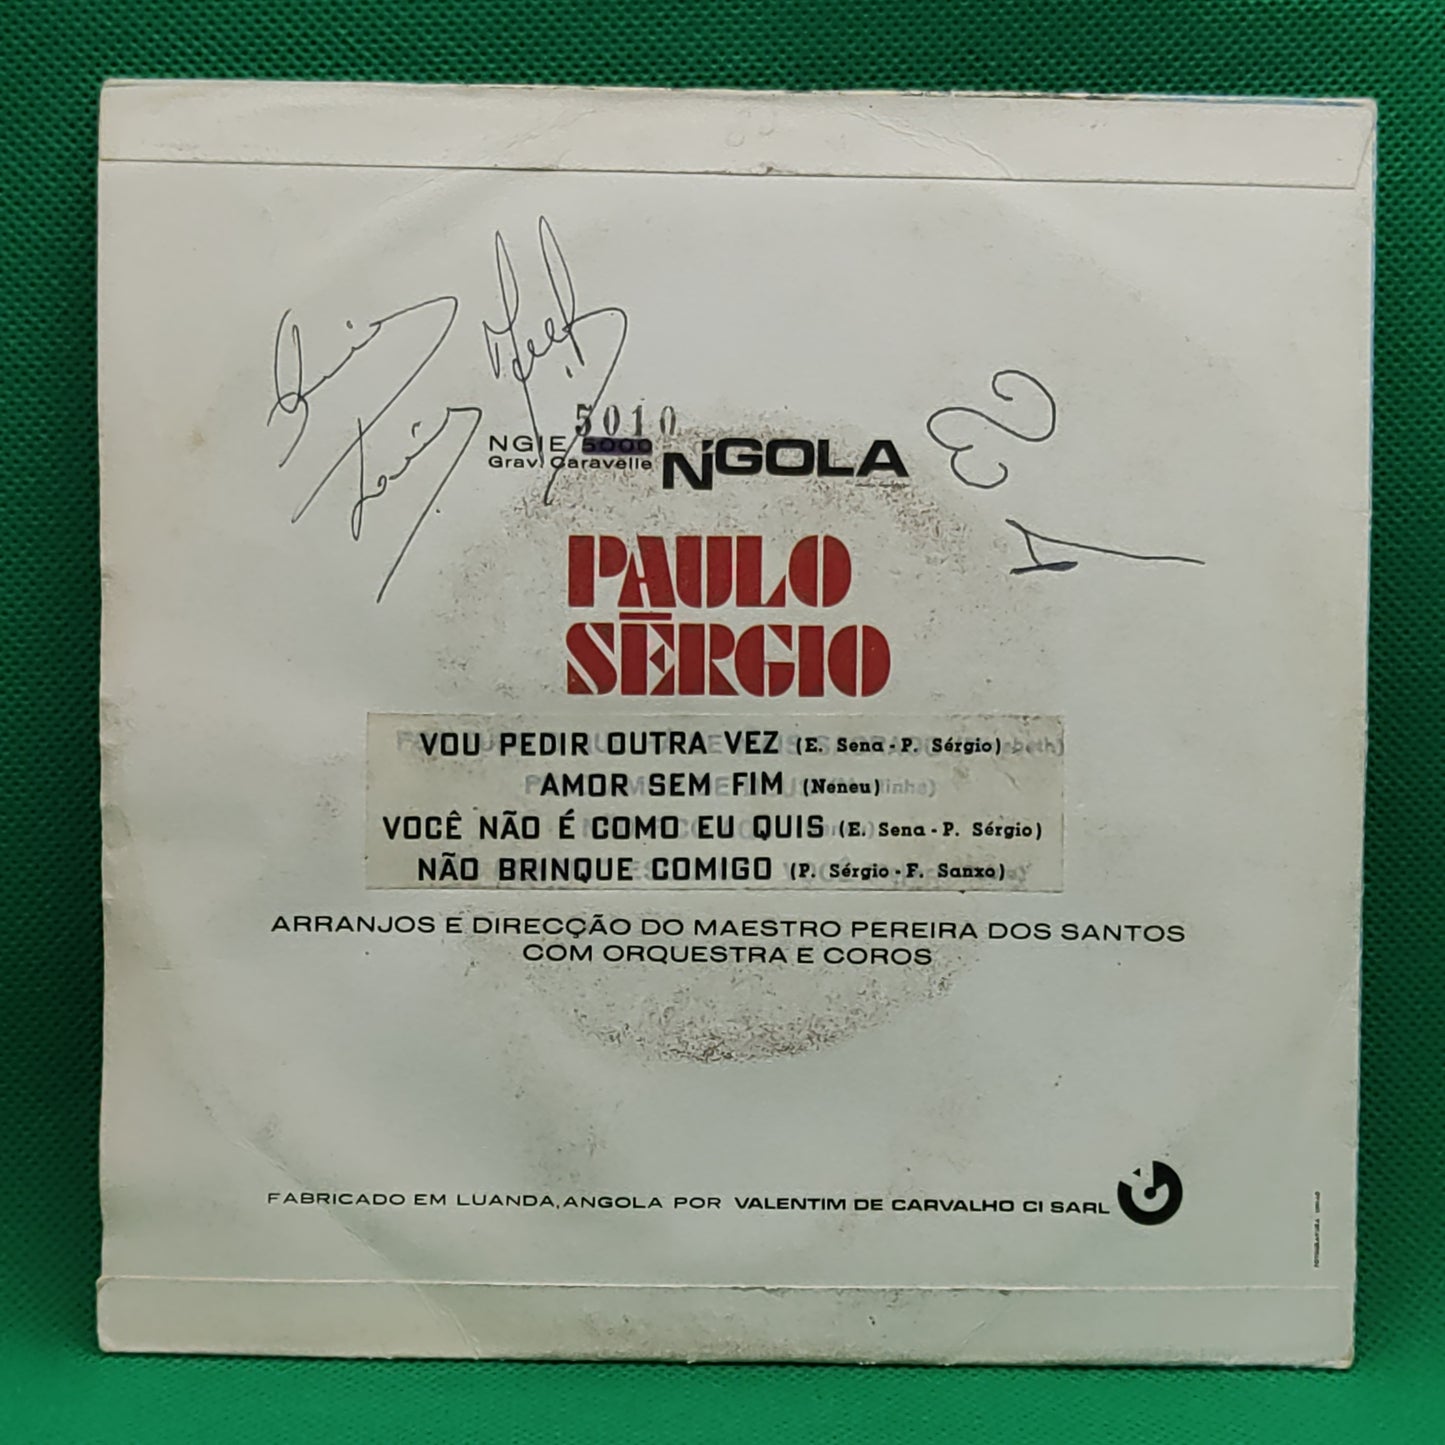 5010
NGIE 5000
Grav. Caravelle
N'GOLA
PAULO
SÉRGIO
VOU PEDIR OUTRA VEZ (E. Sena - P. Sérgio)
AMOR SEM FIM (Neneu)
VOCÊ NÃO É COMO EU QUIS (E. Sena - P. Sérgio)
NÃO BRINQUE COMIGO (P. Sérgio - F. Sanxo)
ARRANJOS E DIRECÇÃO DO MAESTRO PEREIRA DOS SANTOS
COM ORQUESTRA E COROS
FABRICADO EM LUANDA, ANGOLA POR VALENTIM DE CARVALHO CI SARL